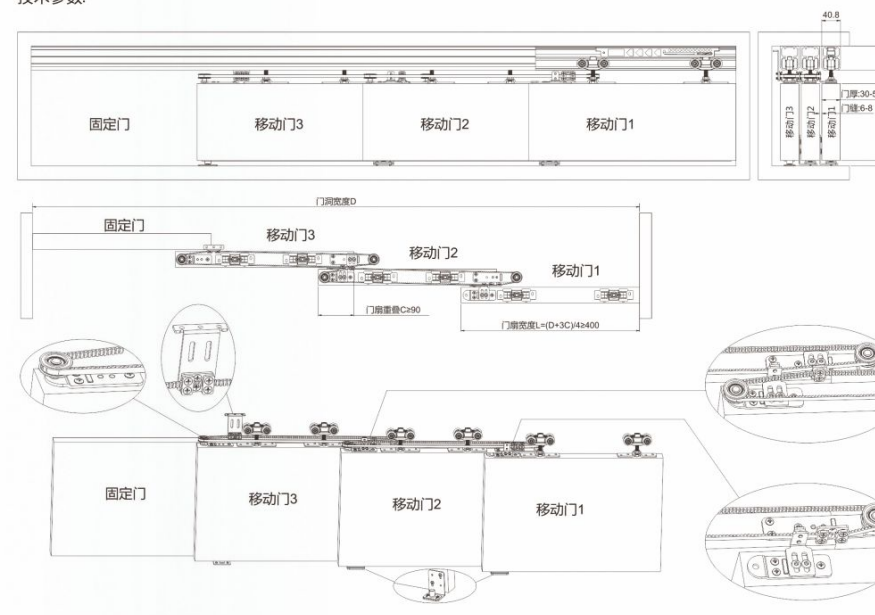 技术参数:
40.8
固定门
移动门3
移动门2
移动门1
移动门3
移动门2
移动门1
门厚:30-5
门缝:6-8
门洞宽度D
固定门
移动门3
移动门2
移动门1
门扇重叠C≥90
门扇宽度L=(D+3C)/4≥400
固定门
移动门3
移动门2
移动门1